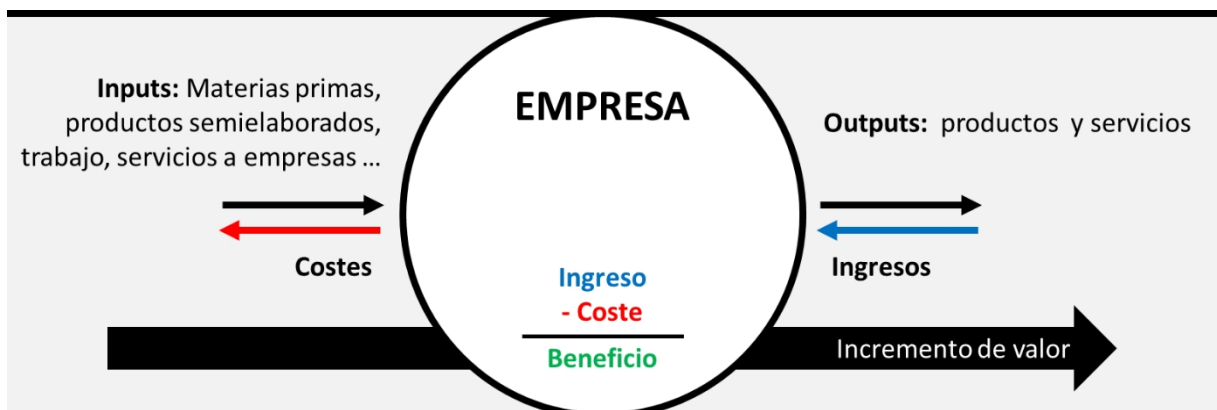 Inputs: Materias primas,
productos semielaborados,
trabajo, servicios a empresas ...
Costes
EMPRESA
Ingreso
- Coste
Beneficio
Outputs:  productos  y servicios
Ingresos
Incremento de valor